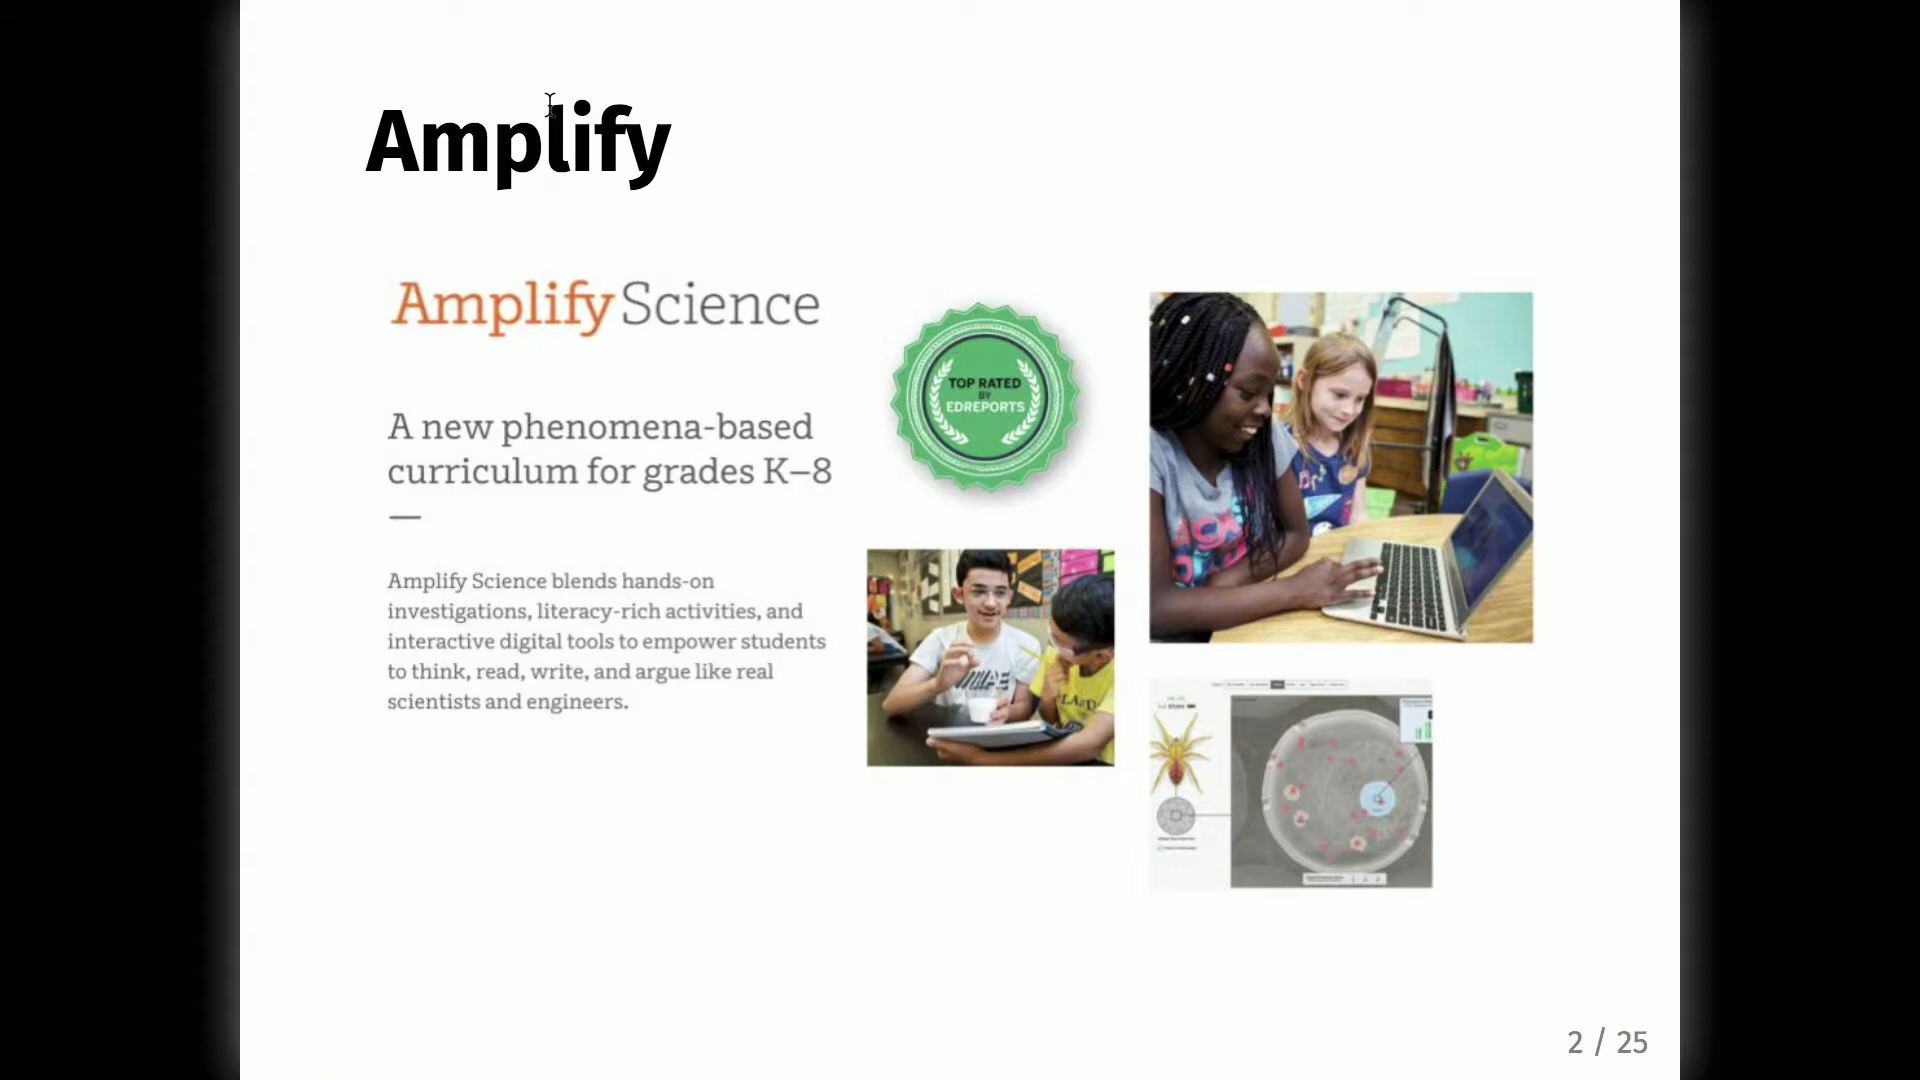 Amplify
Amplify Science
A new phenomena-based
curriculum for grades K–8
—
Amplify Science blends hands-on
investigations, literacy-rich activities, and
interactive digital tools to empower students
to think, read, write, and argue like real
scientists and engineers.
TOP RATED
BY
EDREPORTS
2 / 25